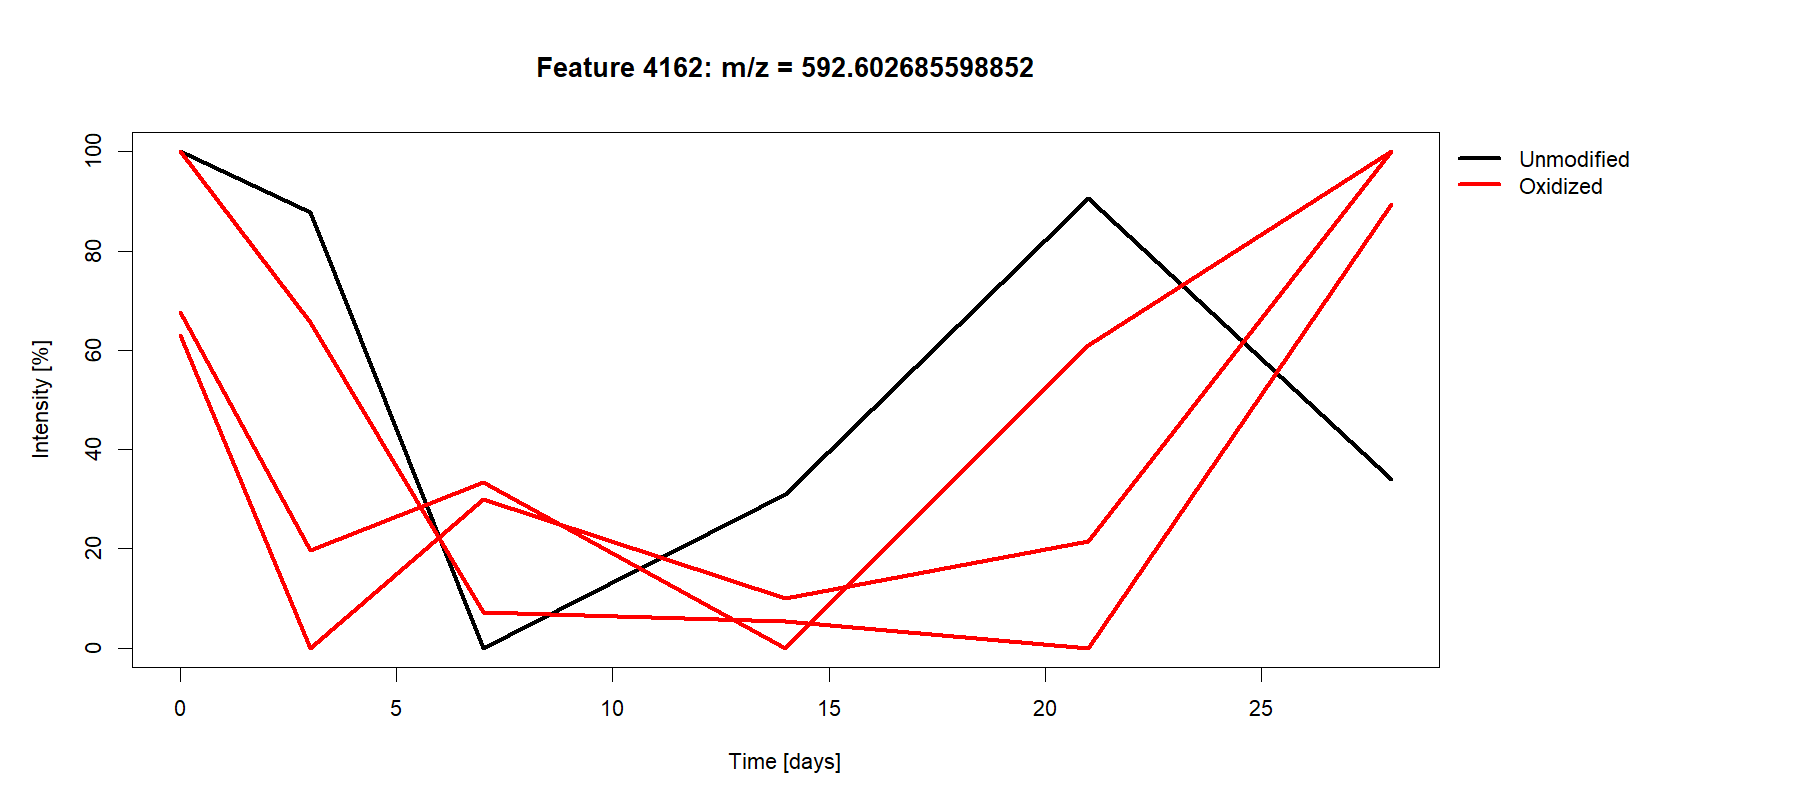 Feature 4162: m/z = 592.602685598852
Unmodified
Oxidized
Intensity [%]
100
80
60
40
20
0
0 5 10 15 20 25
Time [days]